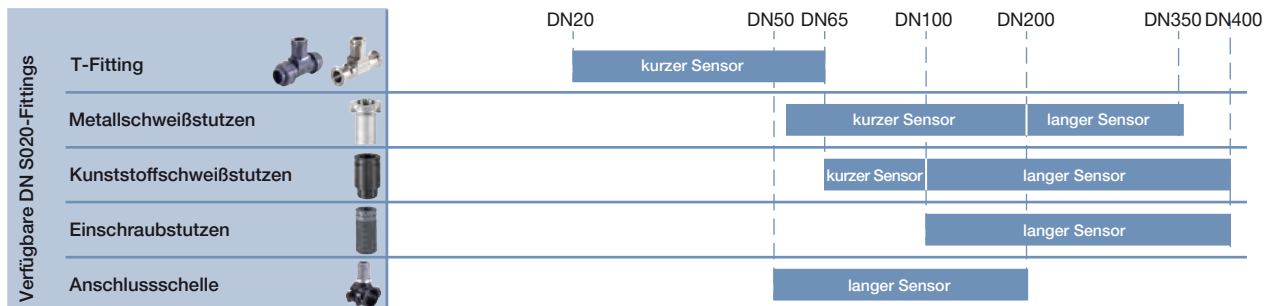 DN20 DN50 DN65 DN100 DN200 DN350 DN400
Verfügbare DN S020-Fittings
T-Fitting kurzer Sensor
Metallschweißstutzen kurzer Sensor langer Sensor
Kunststoffschweißstutzen kurzer Sensor langer Sensor
Einschraubstutzen langer Sensor
Anschlussschelle langer Sensor